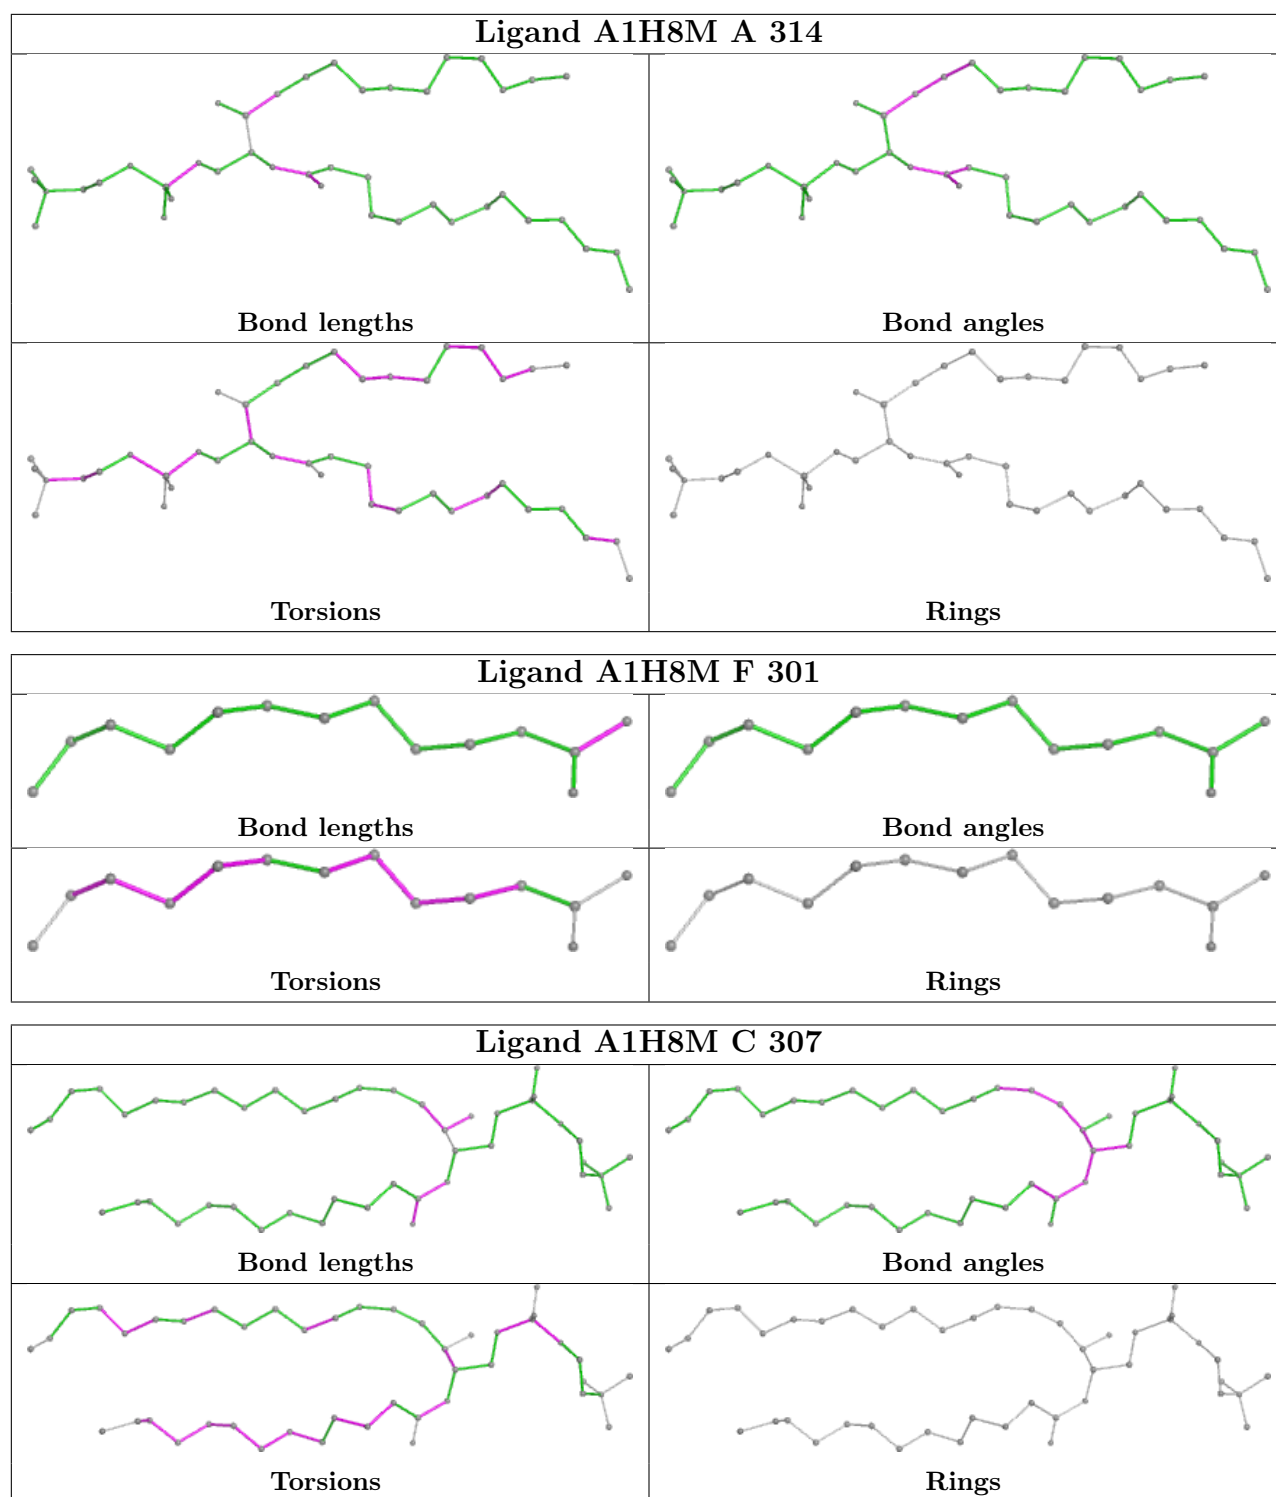 Ligand A1H8M A 314
Bond lengths
Bond angles
Torsions
Rings
Ligand A1H8M F 301
Bond lengths
Bond angles
Torsions
Rings
Ligand A1H8M C 307
Bond lengths
Bond angles
Torsions
Rings